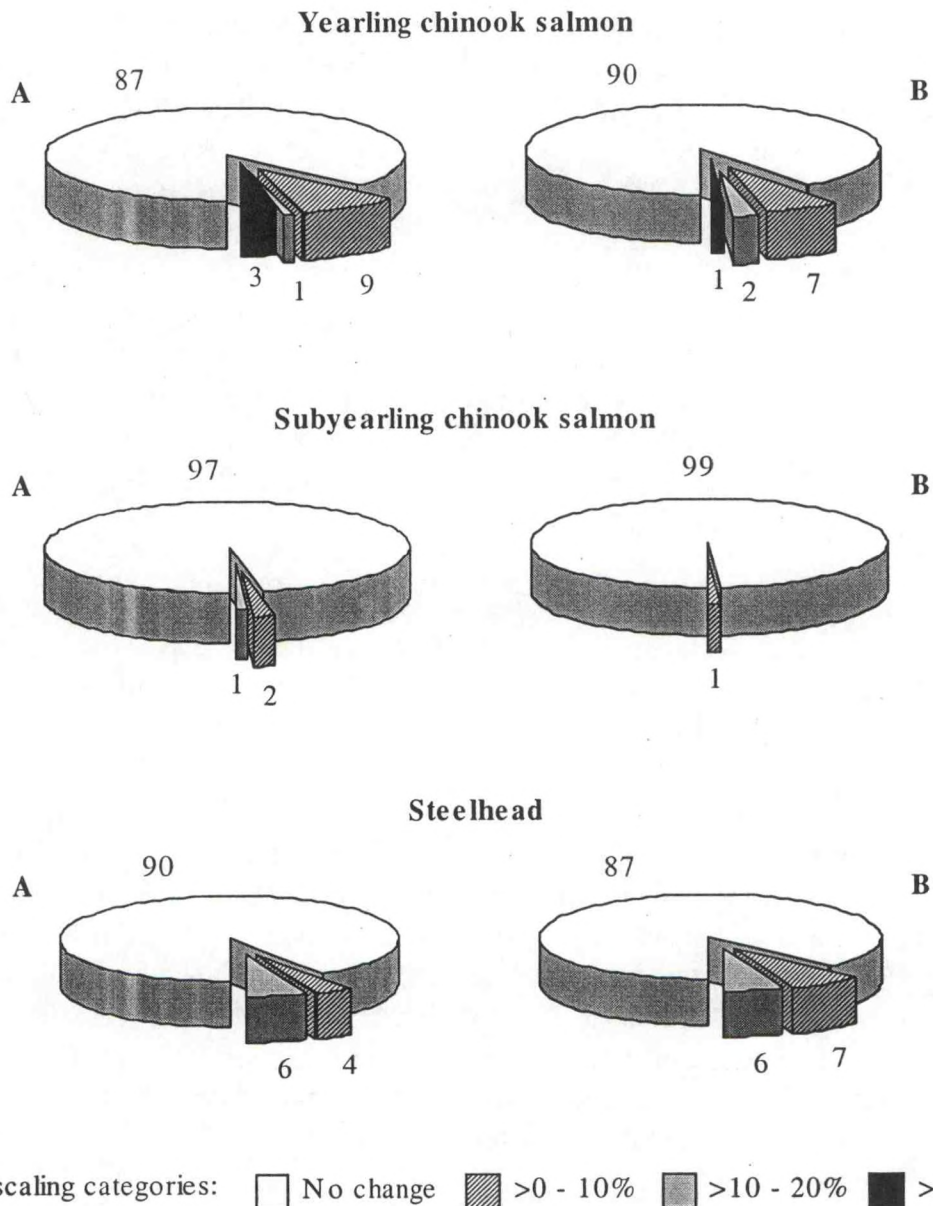 Yearling chinook salmon
A 87 90 B
3 1 9 1 2 7
Subyearling chinook salmon
A 97 99 B
1 2 1
Steelhead
A 90 87 B
6 4 6 7
scaling categories: No change >0 - 10% >10 - 20% >